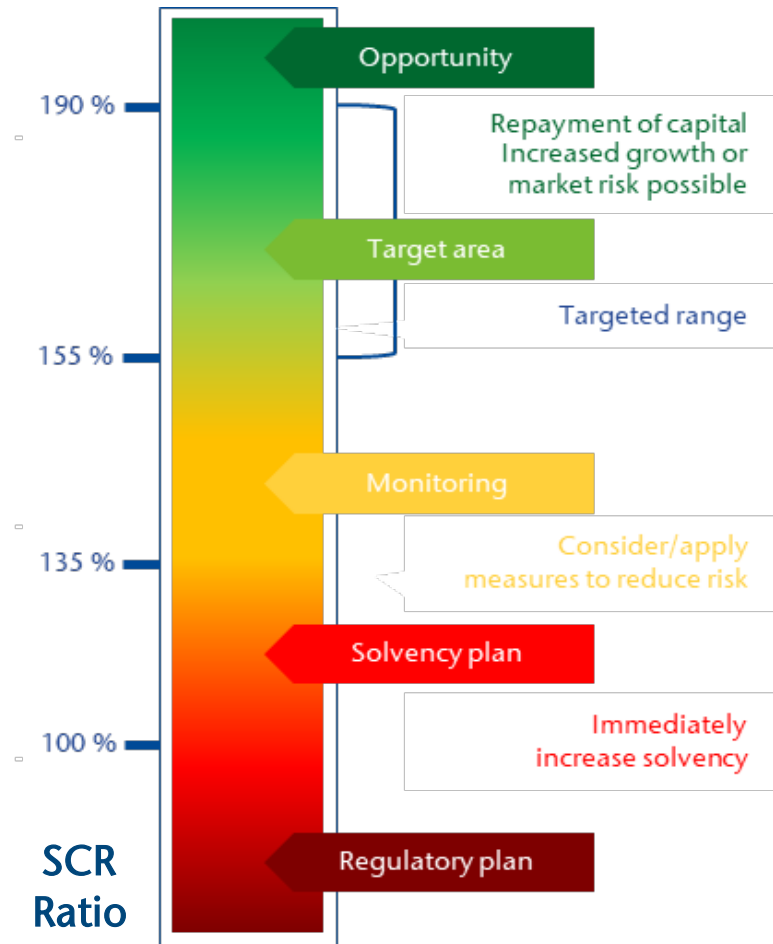 Opportunity
190 %
Repayment of capital
Increased growth or
market risk possible
Target area
Targeted range
155 %
Monitoring
Consider/apply
measures to reduce risk
135 %
Solvency plan
Immediately
increase solvency
100 %
Regulatory plan
SCR
Ratio